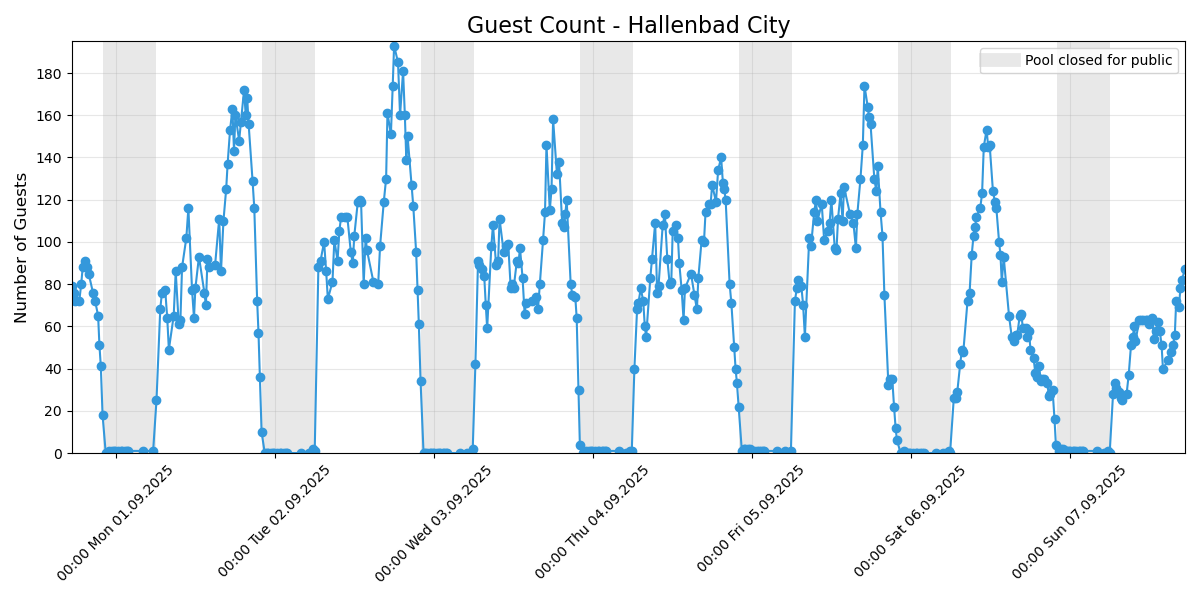 Guest Count - Hallenbad City
Pool closed for public
Number of Guests
180
160
140
120
100
80
60
40
20
0
00:00 Mon 01.09.2025
00:00 Tue 02.09.2025
00:00 Wed 03.09.2025
00:00 Thu 04.09.2025
00:00 Fri 05.09.2025
00:00 Sat 06.09.2025
00:00 Sun 07.09.2025